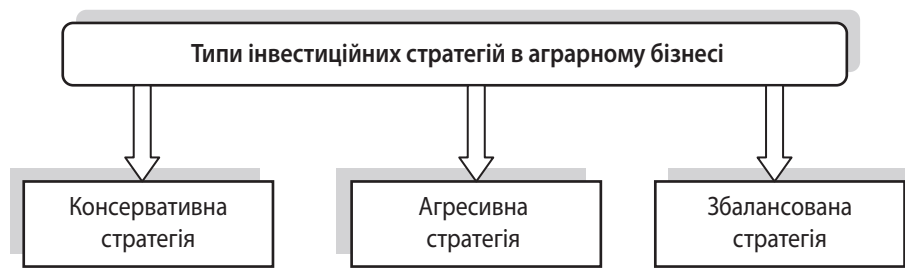 Типи інвестиційних стратегій в аграрному бізнесі
Консервативна
стратегія
Агресивна
стратегія
Збалансована
стратегія